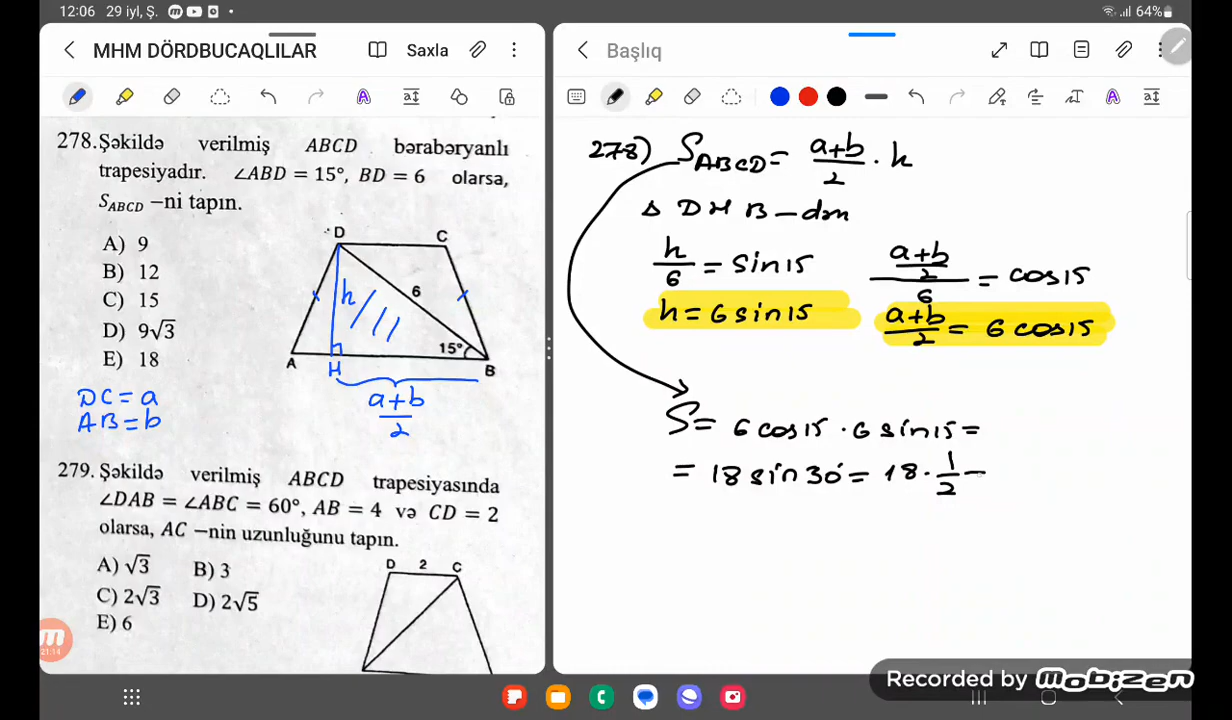 12:06 29 iyl, Ş. 64%
MHM DÖRDBUCAQLILAR Saxla
Başlıq
278. Şəkildə verilmiş ABCD bərabəryanlı
trapesiyadır. ∠ABD = 15°, BD = 6 olarsa,
S_ABCD –ni tapın.
A) 9
B) 12
C) 15
D) 9√3
E) 18
D C
6
h
15°
A H B
(a+b)/2
DC = a
AB = b
279. Şəkildə verilmiş ABCD trapesiyasında
∠DAB = ∠ABC = 60°, AB = 4 və CD = 2
olarsa, AC –nin uzunluğunu tapın.
A) √3 B) 3
C) 2√3 D) 2√5
E) 6
D 2 C
21:14
278) S_ABCD = (a+b)/2 · h
△ DHB – dən
h/6 = sin15 ((a+b)/2)/6 = cos15
h = 6 sin15 (a+b)/2 = 6 cos15
S = 6 cos15 · 6 sin15 =
= 18 sin30 = 18 · 1/2 –
Recorded by mobizen